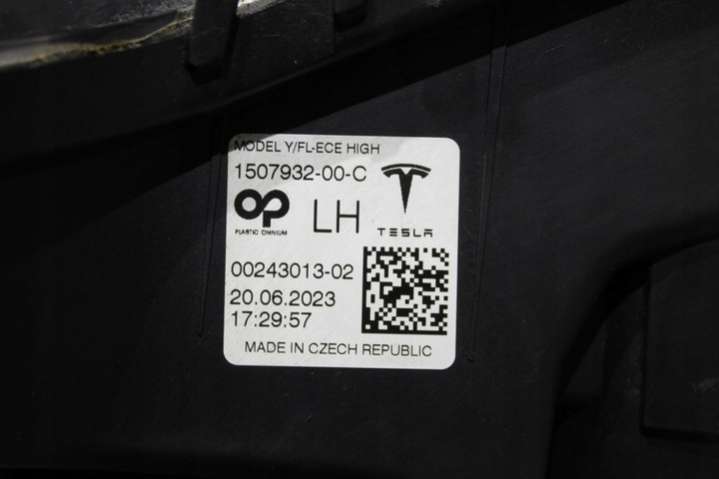 MODEL Y/FL-ECE HIGH
1507932-00-C
OP
PLASTIC OMNIUM
LH
TESLA
00243013-02
20.06.2023
17:29:57
MADE IN CZECH REPUBLIC